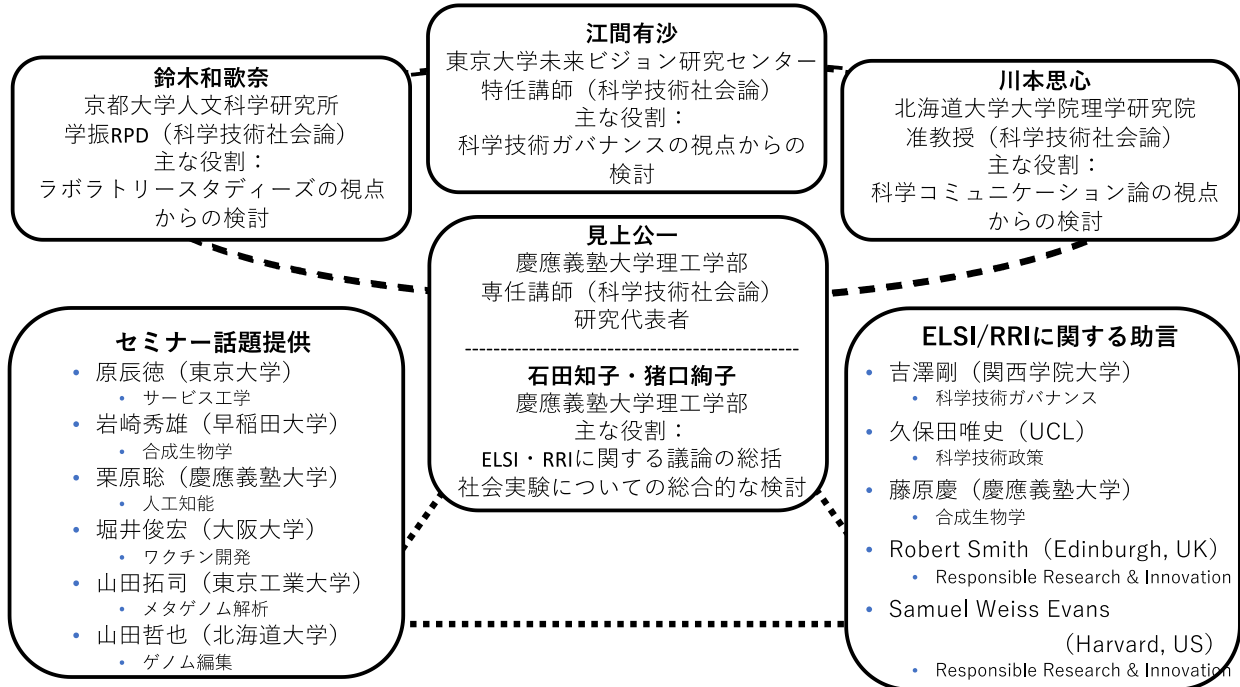 江間有沙
東京大学未来ビジョン研究センター
特任講師（科学技術社会論）
主な役割：
科学技術ガバナンスの視点からの
検討
鈴木和歌奈
京都大学人文科学研究所
学振RPD（科学技術社会論）
主な役割：
ラボラトリースタディーズの視点
からの検討
川本思心
北海道大学大学院理学研究院
准教授（科学技術社会論）
主な役割：
科学コミュニケーション論の視点
からの検討
見上公一
慶應義塾大学理工学部
専任講師（科学技術社会論）
研究代表者
石田知子・猪口絢子
慶應義塾大学理工学部
主な役割：
ELSI・RRIに関する議論の総括
社会実験についての総合的な検討
セミナー話題提供
• 原辰徳（東京大学）
• サービス工学
• 岩崎秀雄（早稲田大学）
• 合成生物学
• 栗原聡（慶應義塾大学）
• 人工知能
• 堀井俊宏（大阪大学）
• ワクチン開発
• 山田拓司（東京工業大学）
• メタゲノム解析
• 山田哲也（北海道大学）
• ゲノム編集
ELSI/RRIに関する助言
• 吉澤剛（関西学院大学）
• 科学技術ガバナンス
• 久保田唯史（UCL）
• 科学技術政策
• 藤原慶（慶應義塾大学）
• 合成生物学
• Robert Smith（Edinburgh, UK）
• Responsible Research & Innovation
• Samuel Weiss Evans
（Harvard, US）
• Responsible Research & Innovation